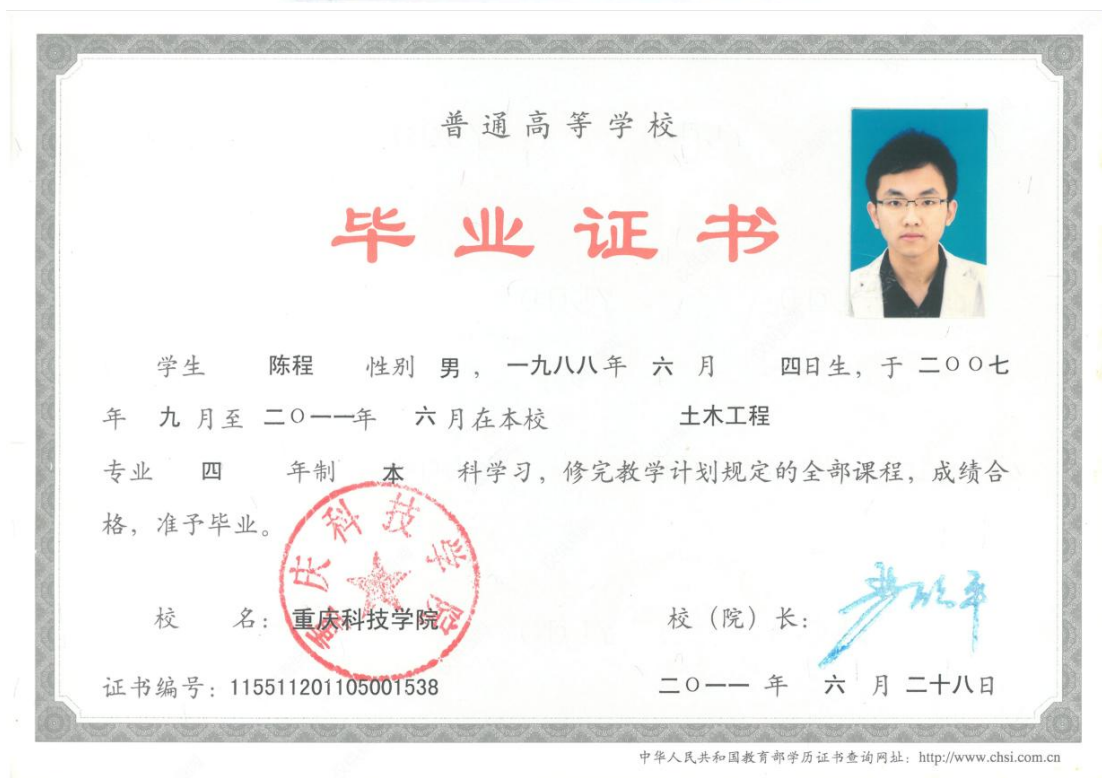 普通高等学校
毕业证书
学生 陈程 性别 男，一九八八年 六 月 四日生，于 二〇〇七
年 九 月至 二〇一一年 六 月在本校 土木工程
专业 四 年制 本 科学习，修完教学计划规定的全部课程，成绩合
格，准予毕业。
重庆科技学院
校 名：重庆科技学院 校（院）长：
证书编号：115511201105001538 二〇一一 年 六 月 二十八日
中华人民共和国教育部学历证书查询网址：http://www.chsi.com.cn